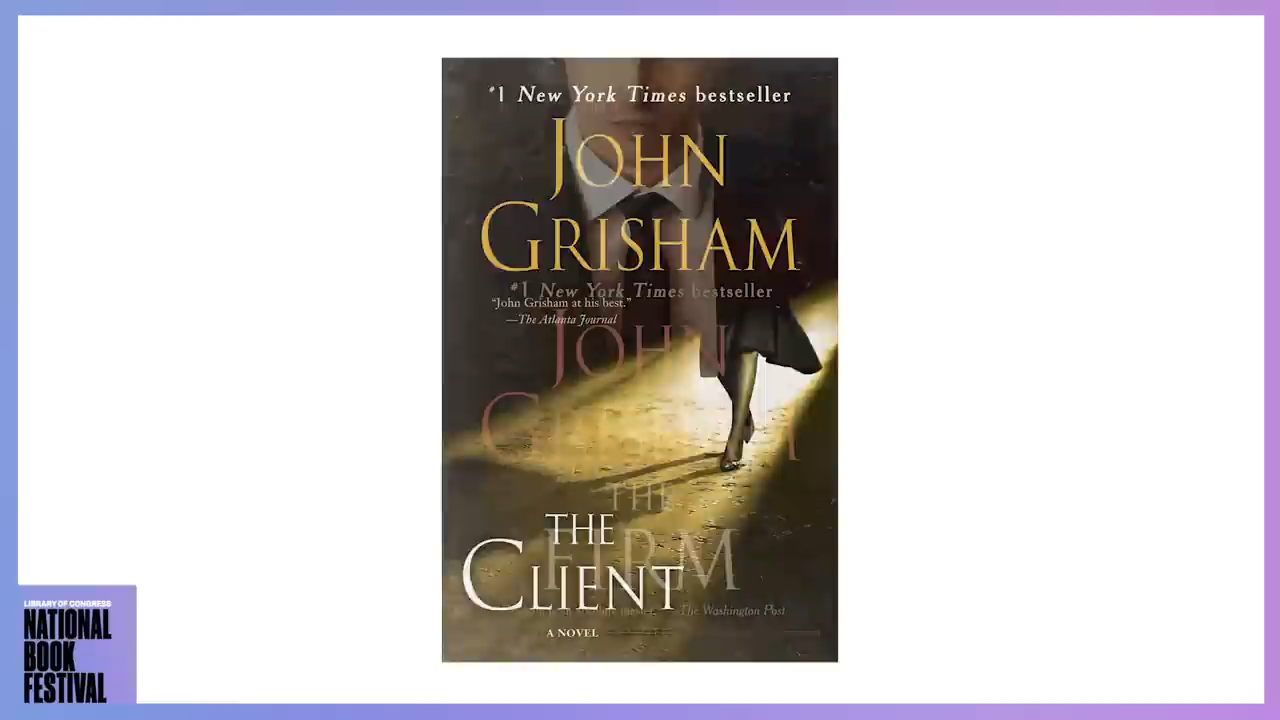 #1 New York Times bestseller
JOHN
GRISHAM
#1 New York Times bestseller
“John Grisham at his best.”
—The Atlanta Journal
JOHN
THE
THE
FIRM
CLIENT
—The Washington Post
A NOVEL
LIBRARY OF CONGRESS
NATIONAL
BOOK
FESTIVAL